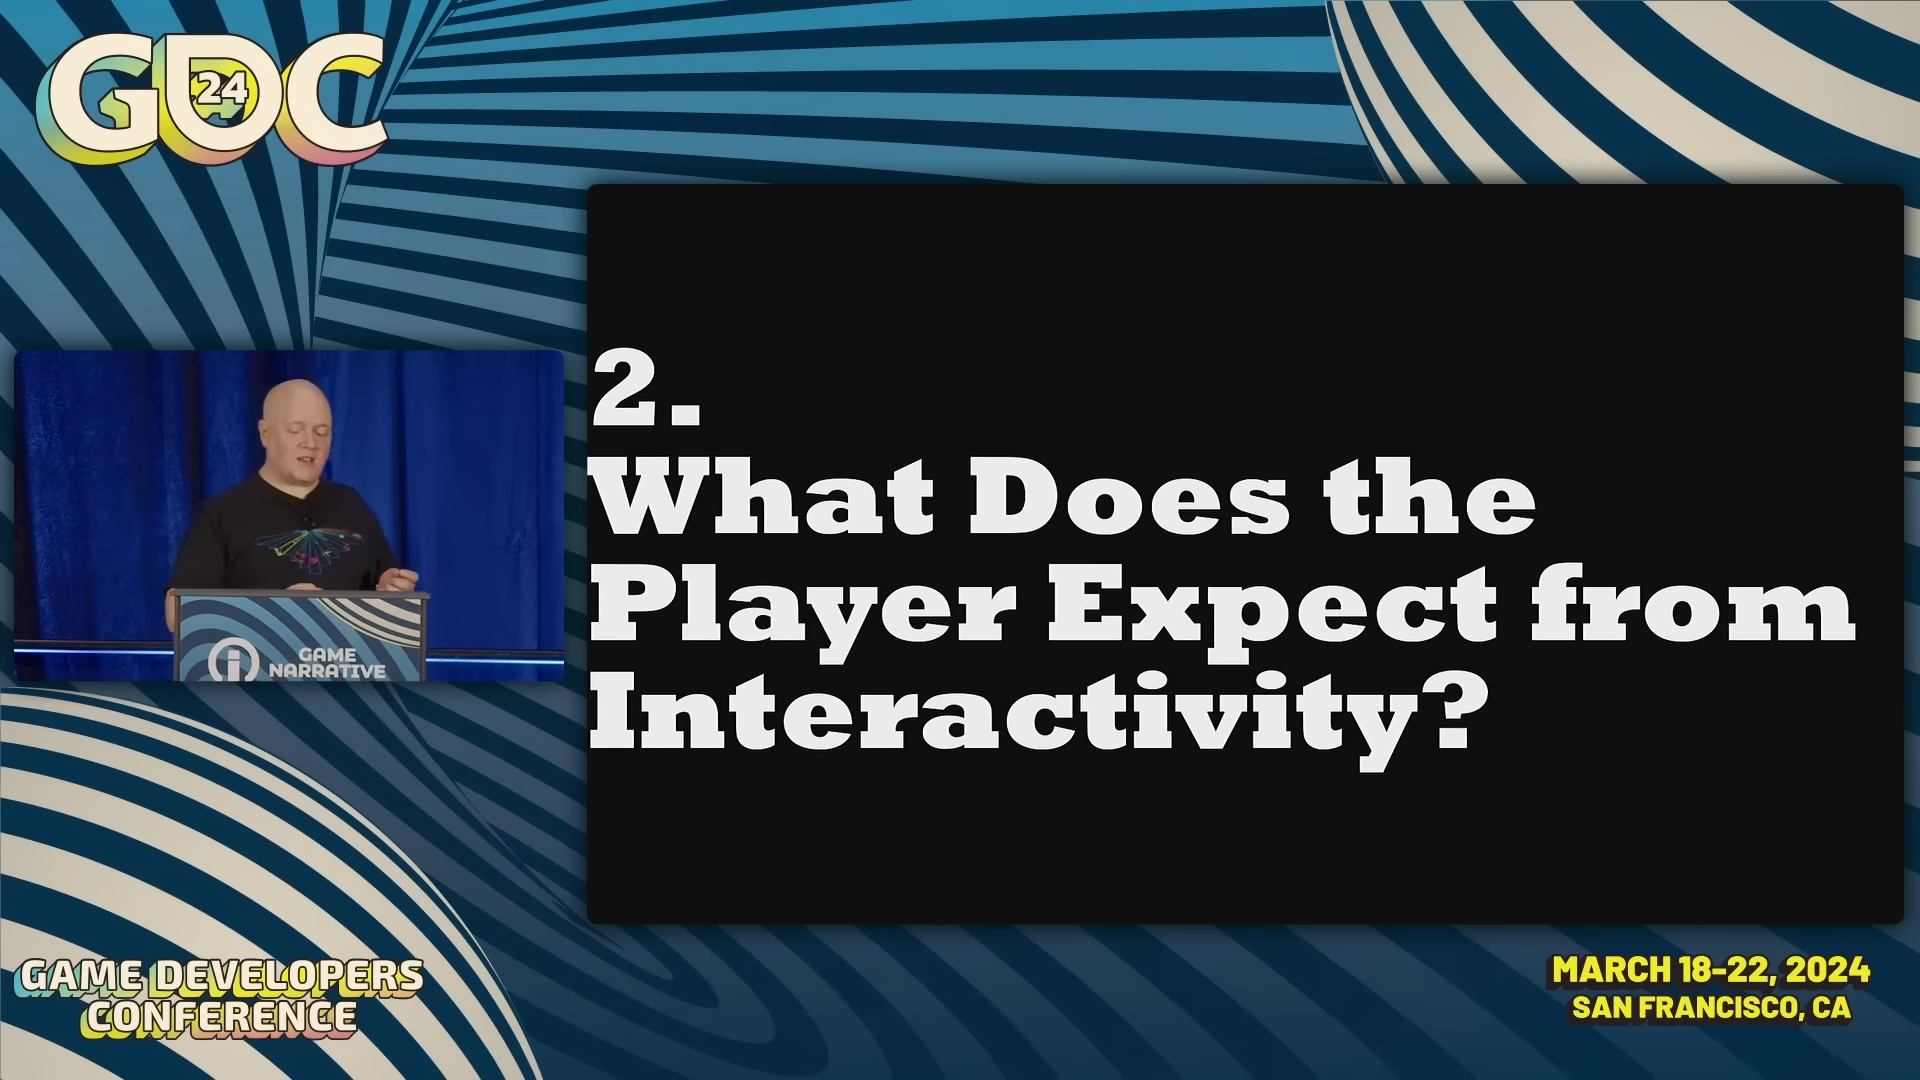 GDC
24
2.
What Does the
Player Expect from
Interactivity?
GAME
NARRATIVE
GAME DEVELOPERS
CONFERENCE
MARCH 18-22, 2024
SAN FRANCISCO, CA